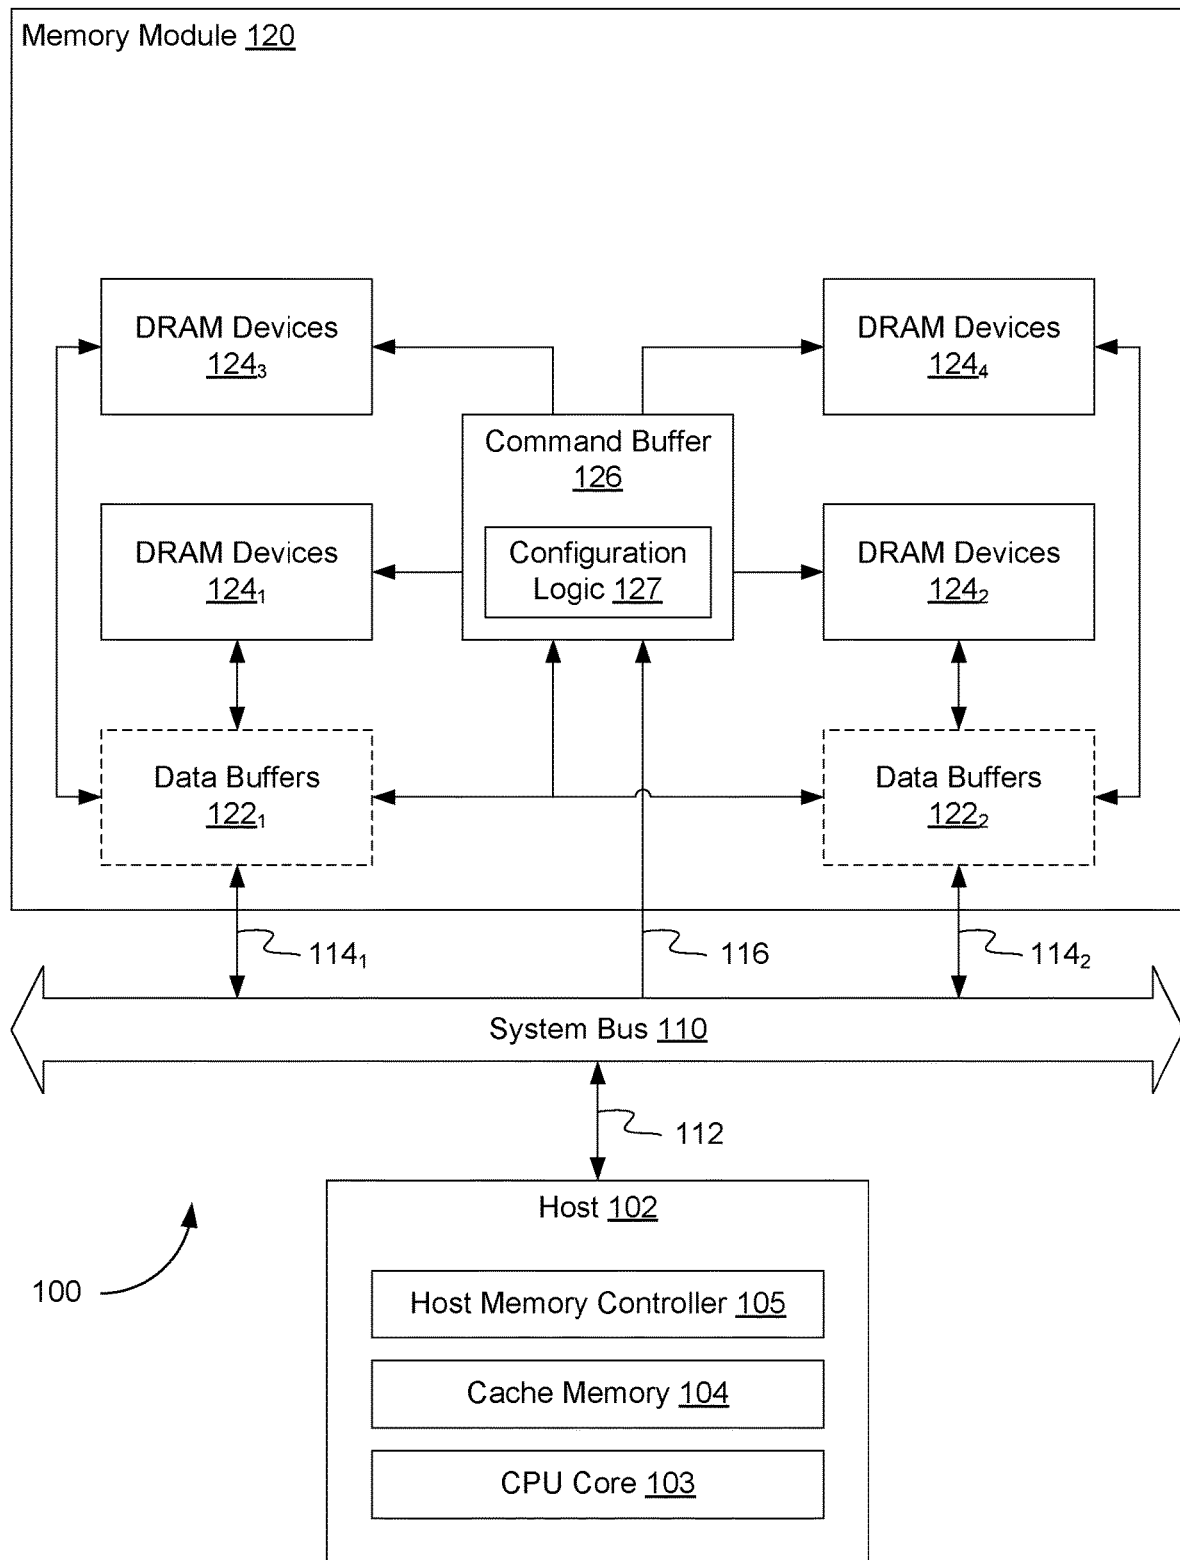 Memory Module 120
DRAM Devices
124₃
DRAM Devices
124₄
Command Buffer
126
DRAM Devices
124₁
Configuration
Logic 127
DRAM Devices
124₂
Data Buffers
122₁
Data Buffers
122₂
114₁
116
114₂
System Bus 110
112
Host 102
100
Host Memory Controller 105
Cache Memory 104
CPU Core 103